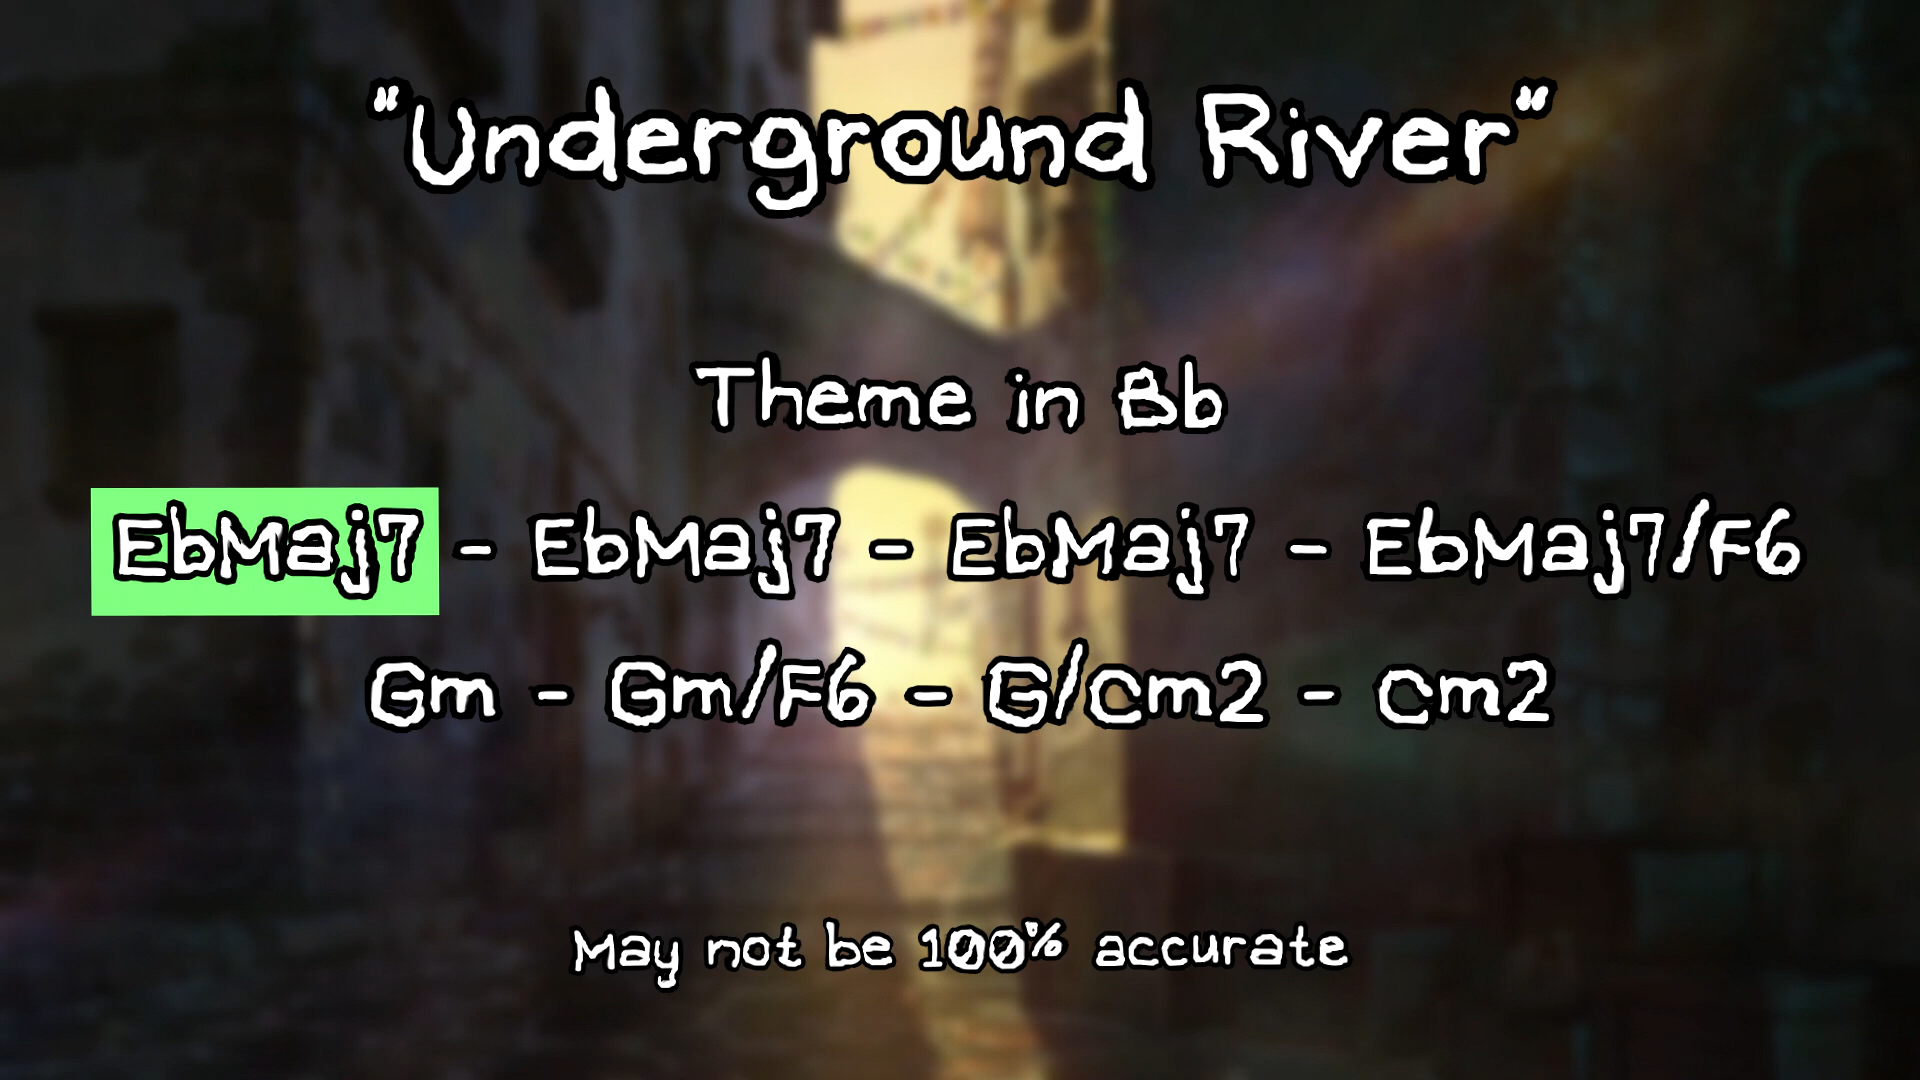 "Underground River"
Theme in Bb
EbMaj7 - EbMaj7 - EbMaj7 - EbMaj7/F6
Gm - Gm/F6 - G/Cm2 - Cm2
May not be 100% accurate